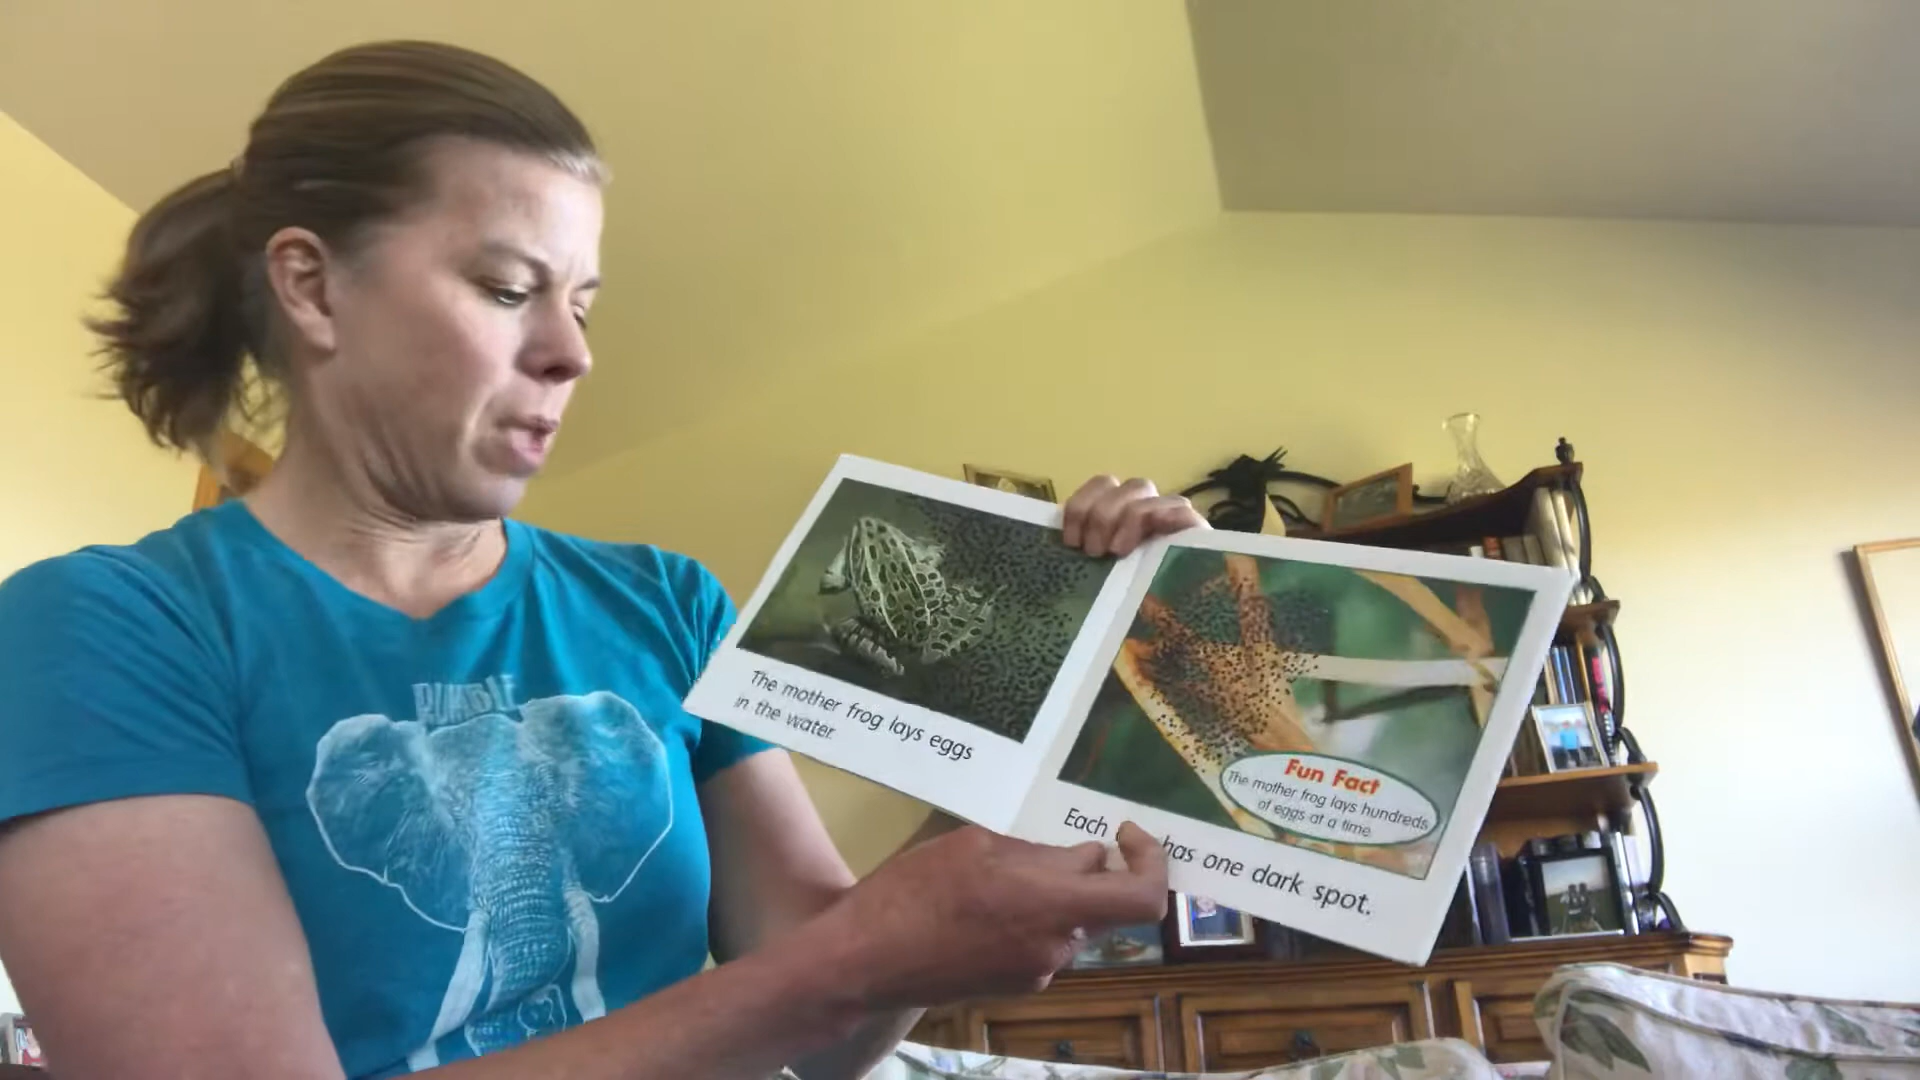 RUMBLE
The mother frog lays eggs
in the water.
Fun Fact
The mother frog lays hundreds
of eggs at a time.
Each has one dark spot.